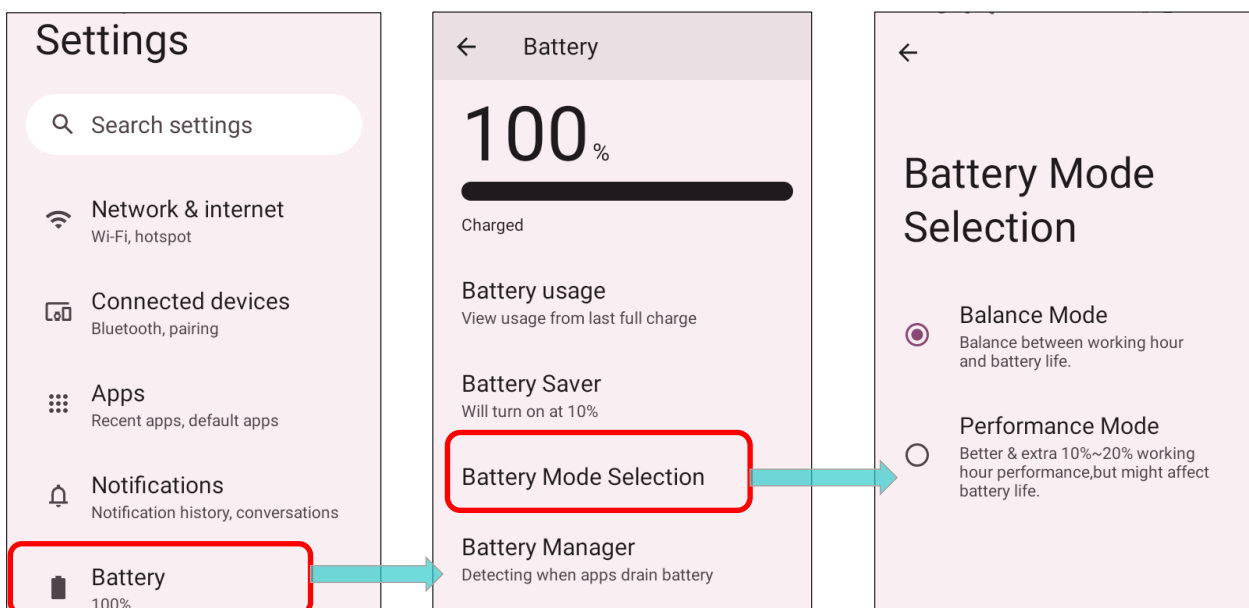 Settings
Search settings
Network & internet
Wi-Fi, hotspot
Connected devices
Bluetooth, pairing
Apps
Recent apps, default apps
Notifications
Notification history, conversations
Battery
100%
Battery
100%
Charged
Battery usage
View usage from last full charge
Battery Saver
Will turn on at 10%
Battery Mode Selection
Battery Manager
Detecting when apps drain battery
Battery Mode
Selection
Balance Mode
Balance between working hour
and battery life.
Performance Mode
Better & extra 10%~20% working
hour performance,but might affect
battery life.